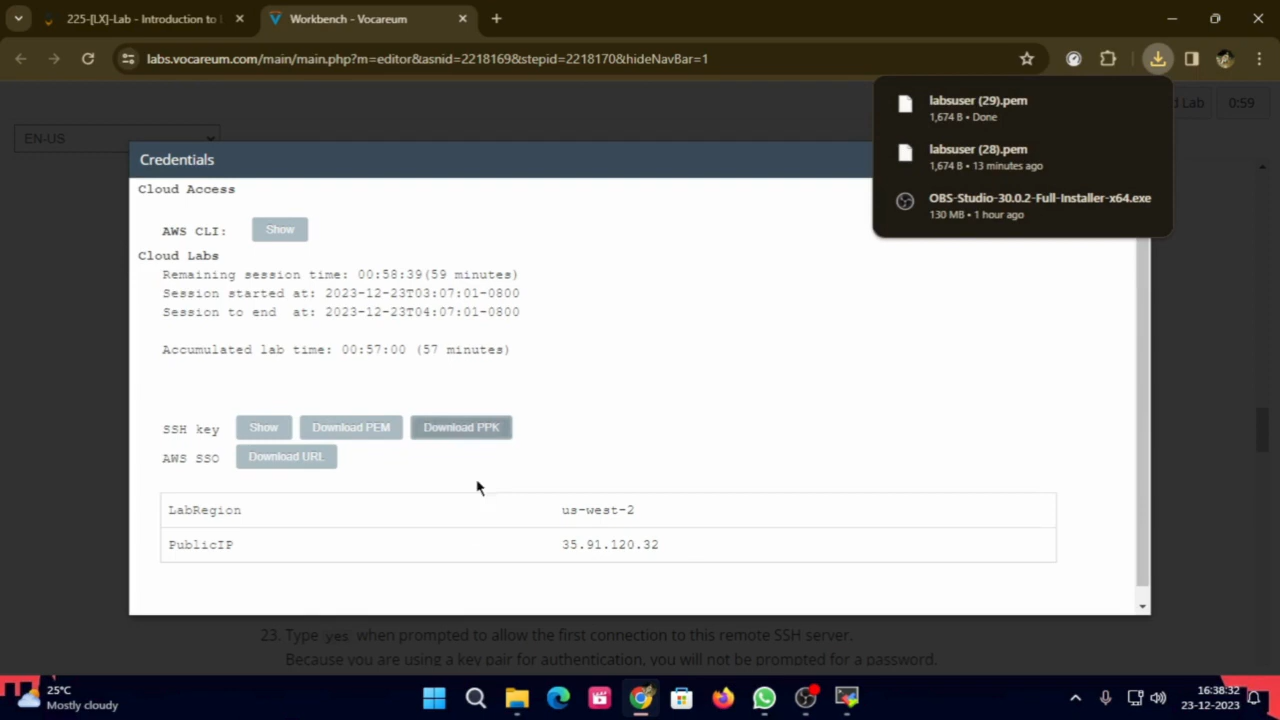 225-[LX]-Lab - Introduction to
Workbench - Vocareum
labs.vocareum.com/main/main.php?m=editor&asnid=2218169&stepid=2218170&hideNavBar=1
labsuser (29).pem
1,674 B • Done
labsuser (28).pem
1,674 B • 13 minutes ago
OBS-Studio-30.0.2-Full-Installer-x64.exe
130 MB • 1 hour ago
Lab
0:59
EN-US
Credentials
Cloud Access
AWS CLI: Show
Cloud Labs
Remaining session time: 00:58:39(59 minutes)
Session started at: 2023-12-23T03:07:01-0800
Session to end  at: 2023-12-23T04:07:01-0800
Accumulated lab time: 00:57:00 (57 minutes)
SSH key Show Download PEM Download PPK
AWS SSO Download URL
LabRegion us-west-2
PublicIP 35.91.120.32
23. Type yes when prompted to allow the first connection to this remote SSH server.
Because you are using a key pair for authentication, you will not be prompted for a password.
25°C
Mostly cloudy
16:38:32
23-12-2023